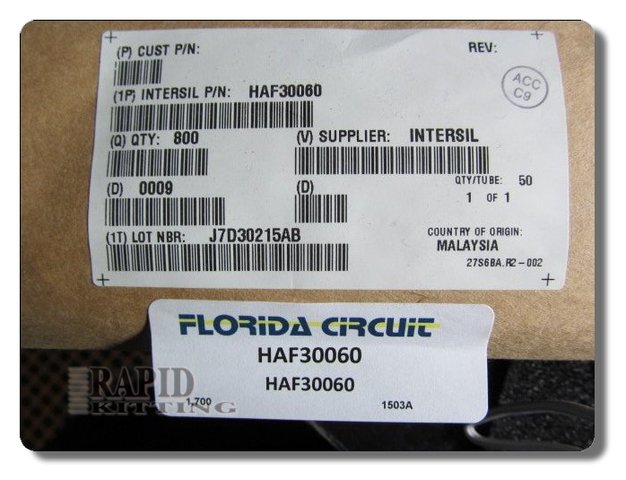 (P) CUST P/N:
REV:
ACC
C9
(1P) INTERSIL P/N: HAF30060
(Q) QTY: 800
(V) SUPPLIER: INTERSIL
QTY/TUBE: 50
(D) 0009
(D)
1 OF 1
(1T) LOT NBR: J7D30215AB
COUNTRY OF ORIGIN:
MALAYSIA
27S6BA.R2-002
FLORIDA CIRCUIT
HAF30060
HAF30060
1,700
1503A
RAPID
KITTING